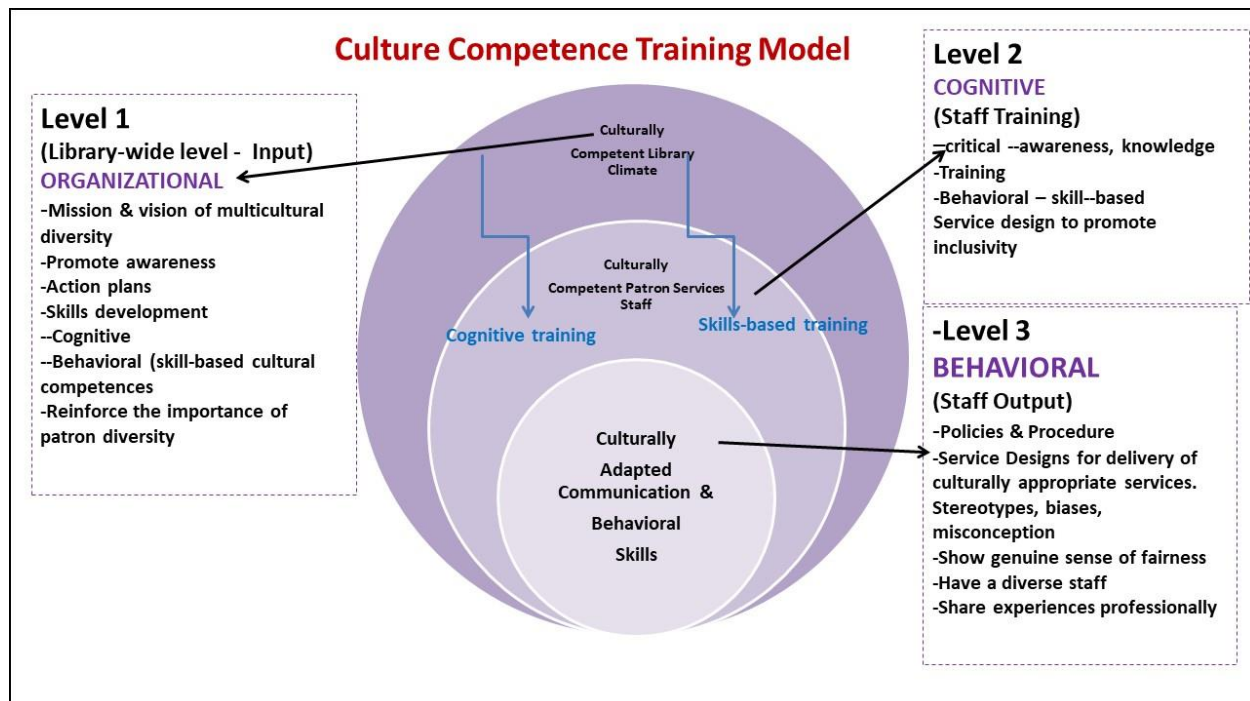 Culture Competence Training Model
Level 1
(Library-wide level - Input)
ORGANIZATIONAL
-Mission & vision of multicultural
diversity
-Promote awareness
-Action plans
-Skills development
--Cognitive
--Behavioral (skill-based cultural
competences
-Reinforce the importance of
patron diversity
Culturally
Competent Library
Climate
Culturally
Competent Patron Services
Staff
Cognitive training
Skills-based training
Culturally
Adapted
Communication &
Behavioral
Skills
Level 2
COGNITIVE
(Staff Training)
–critical --awareness, knowledge
-Training
-Behavioral – skill--based
Service design to promote
inclusivity
-Level 3
BEHAVIORAL
(Staff Output)
-Policies & Procedure
-Service Designs for delivery of
culturally appropriate services.
Stereotypes, biases,
misconception
-Show genuine sense of fairness
-Have a diverse staff
-Share experiences professionally